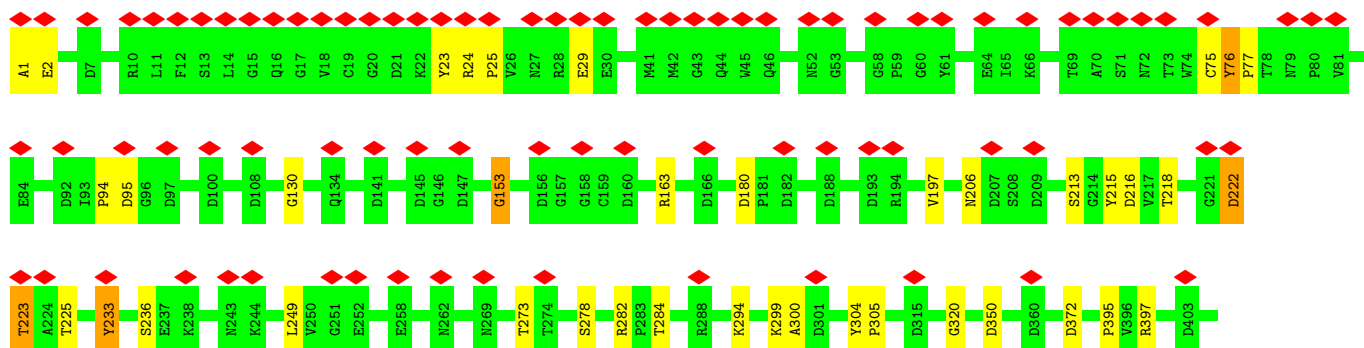 A1 E2 D7 R10 L11 F12 S13 L14 G15 Q16 G17 V18 C19 G20 D21 K22 Y23 R24 P25 V26 N27 R28 E29 E30 M41 M42 G43 Q44 W45 Q46 N52 G53 G58 P59 G60 Y61 E64 I65 K66 T69 A70 S71 N72 T73 W74 C75 Y76 P77 T78 N79 P80 V81
E84 D92 I93 P94 D95 G96 D97 D100 D108 G130 Q134 D141 D145 G146 D147 G153 D156 G157 G158 C159 D160 R163 D166 D180 P181 D182 D188 D193 R194 V197 N206 D207 S208 D209 S213 G214 Y215 D216 V217 T218 G221 D222
T223 A224 T225 V233 S236 E237 K238 N243 K244 L249 V250 G251 E252 E258 N262 N269 T273 T274 S278 R282 P283 T284 R288 K294 K299 A300 D301 Y304 P305 D315 G320 D350 D360 D372 P395 V396 R397 D403